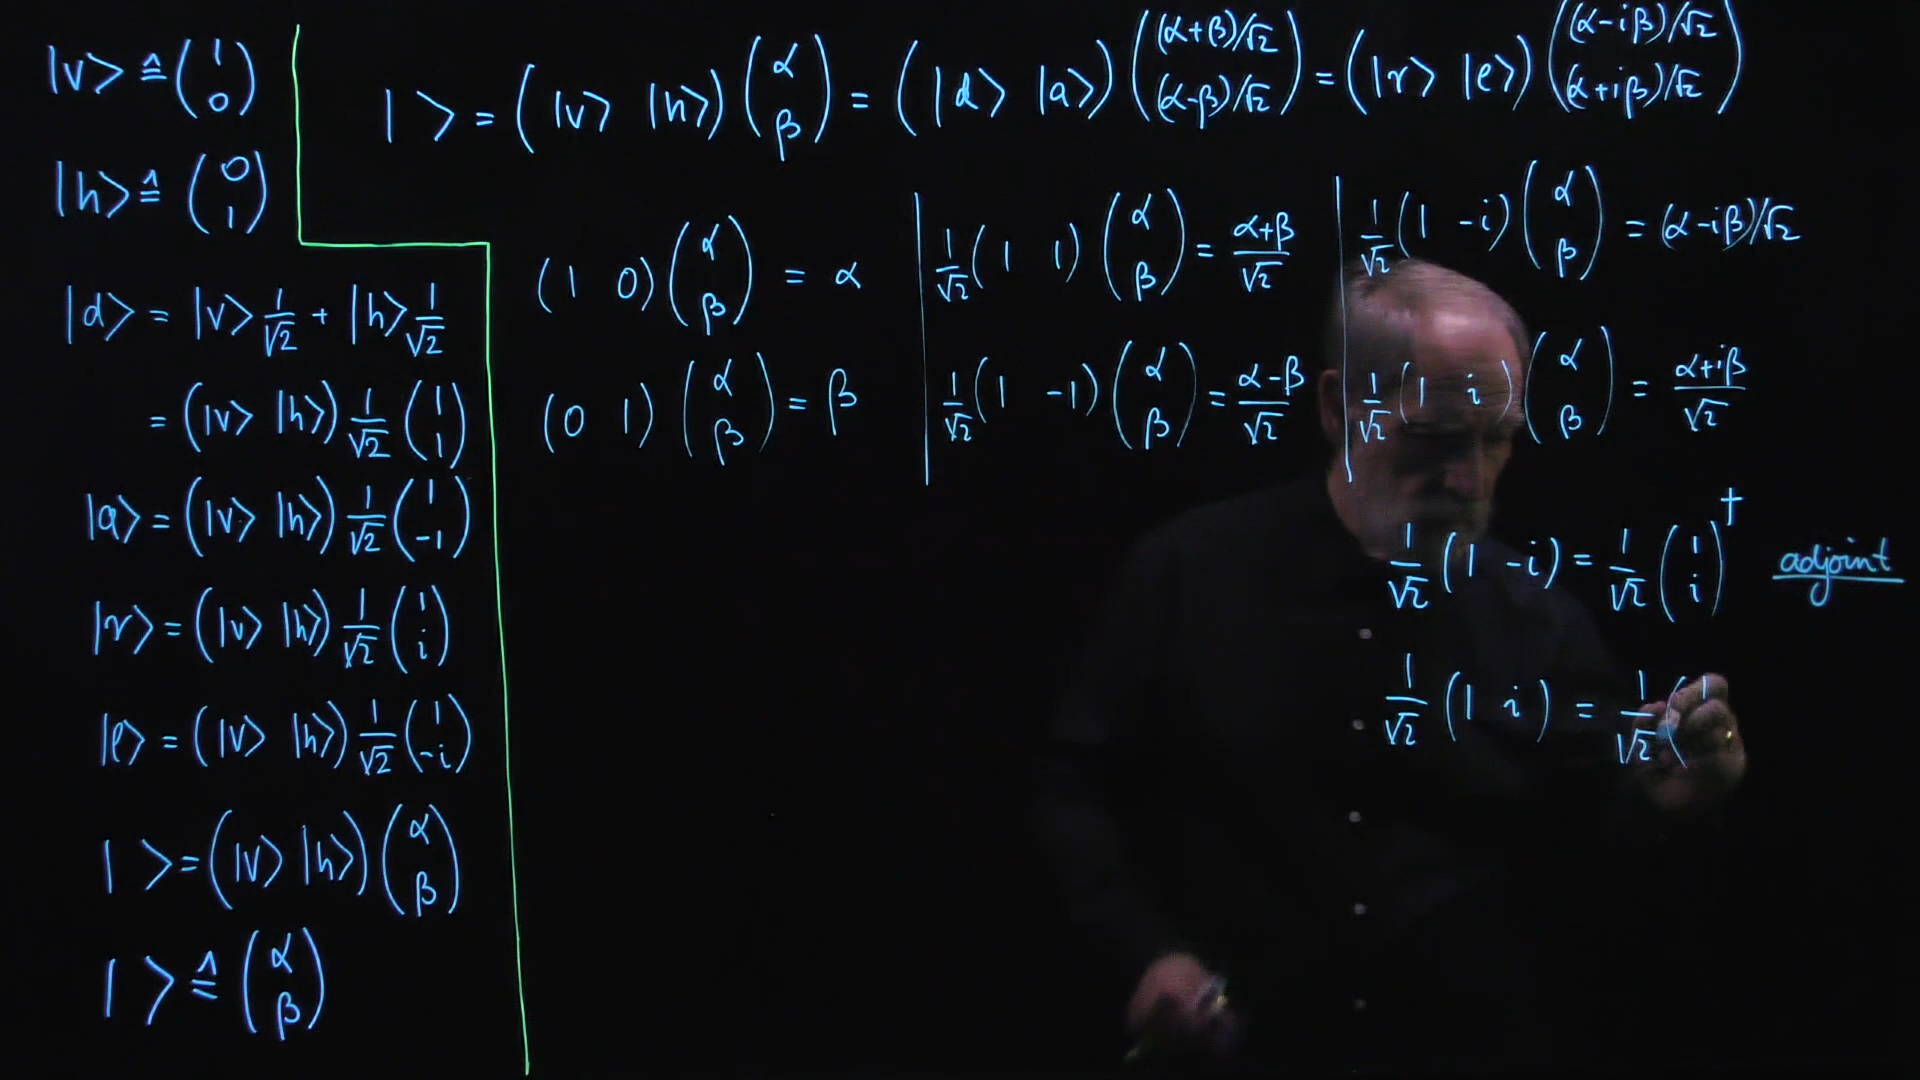 |v> ≙ (1 0)
|h> ≙ (0 1)
|d> = |v> 1/√2 + |h> 1/√2
= (|v> |h>) 1/√2 (1 1)
|a> = (|v> |h>) 1/√2 (1 -1)
|r> = (|v> |h>) 1/√2 (1 i)
|e> = (|v> |h>) 1/√2 (1 -i)
| > = (|v> |h>) (α β)
| > ≙ (α β)
| > = (|v> |h>) (α β) = (|d> |a>) ((α+β)/√2 (α-β)/√2) = (|r> |e>) ((α-iβ)/√2 (α+iβ)/√2)
(1 0) (α β) = α
(0 1) (α β) = β
1/√2 (1 1) (α β) = α+β/√2
1/√2 (1 -1) (α β) = α-β/√2
1/√2 (1 -i) (α β) = (α-iβ)/√2
1/√2 (1 i) (α β) = α+iβ/√2
1/√2 (1 -i) = 1/√2 (1 i)† adjoint
1/√2 (1 i) = 1/√2 (1